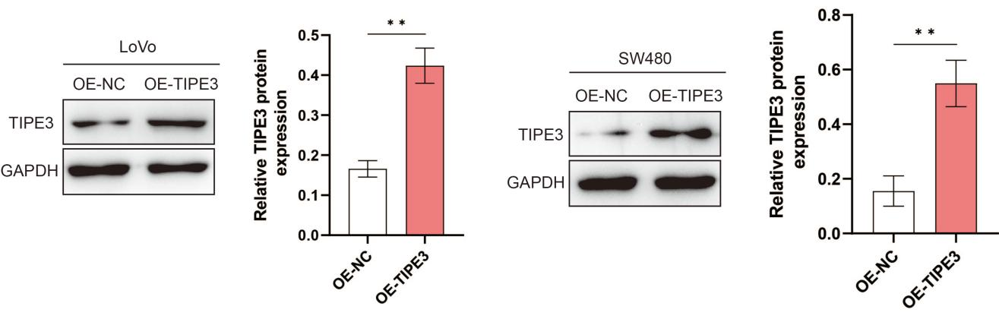 LoVo
OE-NC OE-TIPE3
TIPE3
GAPDH
Relative TIPE3 protein
expression
0.5
0.4
0.3
0.2
0.1
0.0
**
OE-NC
OE-TIPE3
SW480
OE-NC OE-TIPE3
TIPE3
GAPDH
Relative TIPE3 protein
expression
0.8
0.6
0.4
0.2
0.0
**
OE-NC
OE-TIPE3